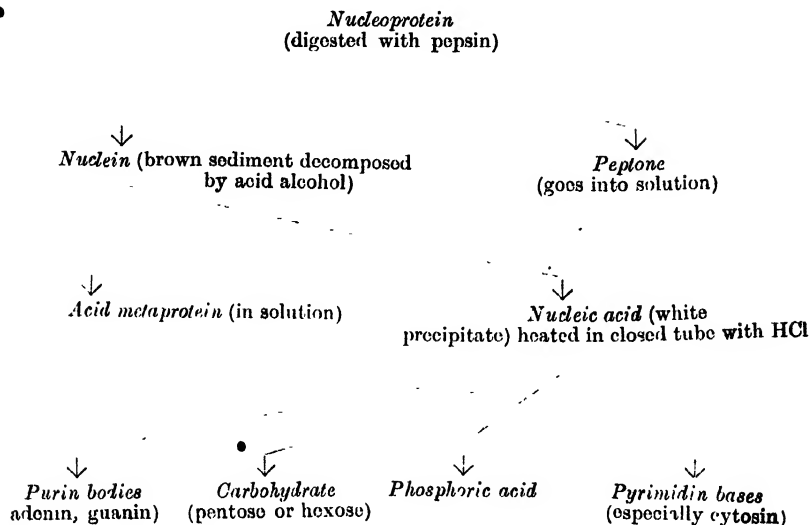 Nucleoprotein
(digested with pepsin)
Nuclein (brown sediment decomposed
by acid alcohol)
Peptone
(goes into solution)
Acid metaprotein (in solution)
Nucleic acid (white
precipitate) heated in closed tube with HCl
Purin bodies
adenin, guanin)
Carbohydrate
(pentose or hexose)
Phosphoric acid
Pyrimidin bases
(especially cytosin)